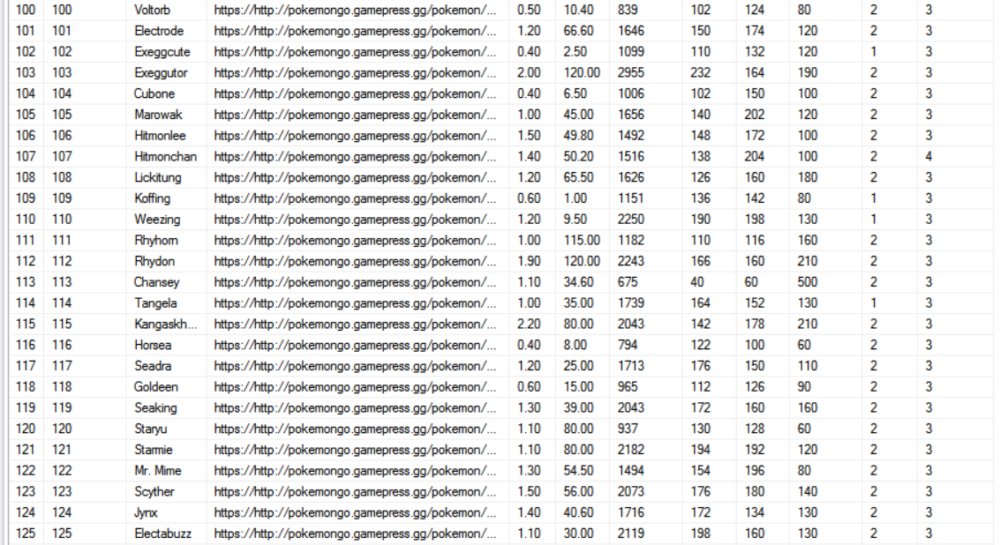 100 100 Voltorb https://http://pokemongo.gamepress.gg/pokemon/... 0.50 10.40 839 102 124 80 2 3
101 101 Electrode https://http://pokemongo.gamepress.gg/pokemon/... 1.20 66.60 1646 150 174 120 2 3
102 102 Exeggcute https://http://pokemongo.gamepress.gg/pokemon/... 0.40 2.50 1099 110 132 120 1 3
103 103 Exeggutor https://http://pokemongo.gamepress.gg/pokemon/... 2.00 120.00 2955 232 164 190 2 3
104 104 Cubone https://http://pokemongo.gamepress.gg/pokemon/... 0.40 6.50 1006 102 150 100 2 3
105 105 Marowak https://http://pokemongo.gamepress.gg/pokemon/... 1.00 45.00 1656 140 202 120 2 3
106 106 Hitmonlee https://http://pokemongo.gamepress.gg/pokemon/... 1.50 49.80 1492 148 172 100 2 3
107 107 Hitmonchan https://http://pokemongo.gamepress.gg/pokemon/... 1.40 50.20 1516 138 204 100 2 4
108 108 Lickitung https://http://pokemongo.gamepress.gg/pokemon/... 1.20 65.50 1626 126 160 180 2 3
109 109 Koffing https://http://pokemongo.gamepress.gg/pokemon/... 0.60 1.00 1151 136 142 80 1 3
110 110 Weezing https://http://pokemongo.gamepress.gg/pokemon/... 1.20 9.50 2250 190 198 130 1 3
111 111 Rhyhorn https://http://pokemongo.gamepress.gg/pokemon/... 1.00 115.00 1182 110 116 160 2 3
112 112 Rhydon https://http://pokemongo.gamepress.gg/pokemon/... 1.90 120.00 2243 166 160 210 2 3
113 113 Chansey https://http://pokemongo.gamepress.gg/pokemon/... 1.10 34.60 675 40 60 500 2 3
114 114 Tangela https://http://pokemongo.gamepress.gg/pokemon/... 1.00 35.00 1739 164 152 130 1 3
115 115 Kangaskh... https://http://pokemongo.gamepress.gg/pokemon/... 2.20 80.00 2043 142 178 210 2 3
116 116 Horsea https://http://pokemongo.gamepress.gg/pokemon/... 0.40 8.00 794 122 100 60 2 3
117 117 Seadra https://http://pokemongo.gamepress.gg/pokemon/... 1.20 25.00 1713 176 150 110 2 3
118 118 Goldeen https://http://pokemongo.gamepress.gg/pokemon/... 0.60 15.00 965 112 126 90 2 3
119 119 Seaking https://http://pokemongo.gamepress.gg/pokemon/... 1.30 39.00 2043 172 160 160 2 3
120 120 Staryu https://http://pokemongo.gamepress.gg/pokemon/... 1.10 80.00 937 130 128 60 2 3
121 121 Starmie https://http://pokemongo.gamepress.gg/pokemon/... 1.10 80.00 2182 194 192 120 2 3
122 122 Mr. Mime https://http://pokemongo.gamepress.gg/pokemon/... 1.30 54.50 1494 154 196 80 2 3
123 123 Scyther https://http://pokemongo.gamepress.gg/pokemon/... 1.50 56.00 2073 176 180 140 2 3
124 124 Jynx https://http://pokemongo.gamepress.gg/pokemon/... 1.40 40.60 1716 172 134 130 2 3
125 125 Electabuzz https://http://pokemongo.gamepress.gg/pokemon/... 1.10 30.00 2119 198 160 130 2 3